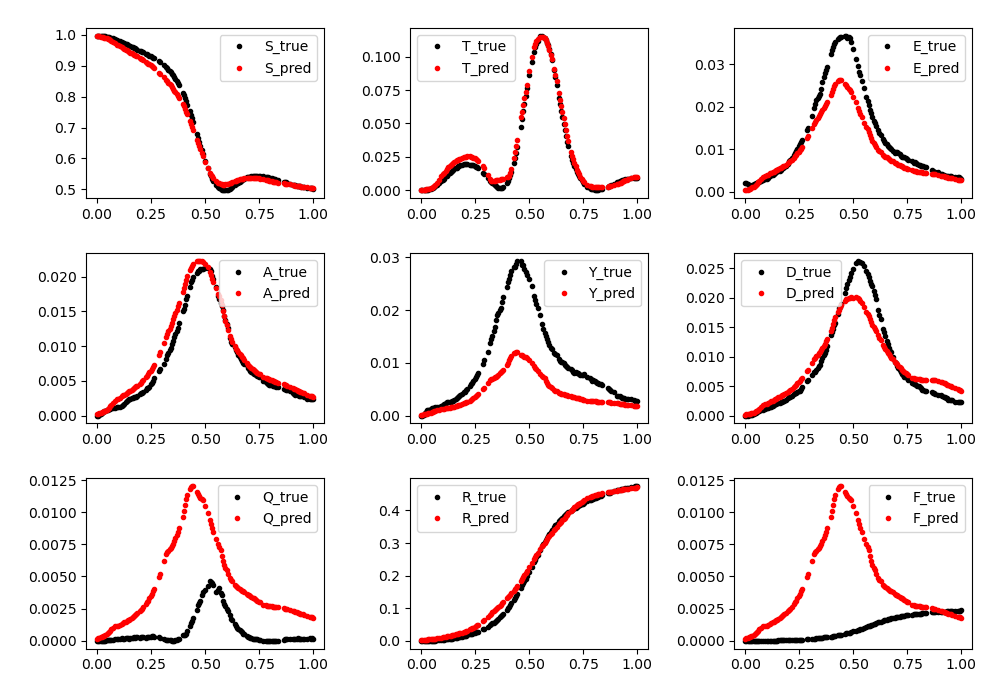 1.0
0.9
0.8
0.7
0.6
0.5
0.00 0.25 0.50 0.75 1.00
S_true
S_pred
0.100
0.075
0.050
0.025
0.000
0.00 0.25 0.50 0.75 1.00
T_true
T_pred
0.03
0.02
0.01
0.00
0.00 0.25 0.50 0.75 1.00
E_true
E_pred
0.020
0.015
0.010
0.005
0.000
0.00 0.25 0.50 0.75 1.00
A_true
A_pred
0.03
0.02
0.01
0.00
0.00 0.25 0.50 0.75 1.00
Y_true
Y_pred
0.025
0.020
0.015
0.010
0.005
0.000
0.00 0.25 0.50 0.75 1.00
D_true
D_pred
0.0125
0.0100
0.0075
0.0050
0.0025
0.0000
0.00 0.25 0.50 0.75 1.00
Q_true
Q_pred
0.4
0.3
0.2
0.1
0.0
0.00 0.25 0.50 0.75 1.00
R_true
R_pred
0.0125
0.0100
0.0075
0.0050
0.0025
0.0000
0.00 0.25 0.50 0.75 1.00
F_true
F_pred